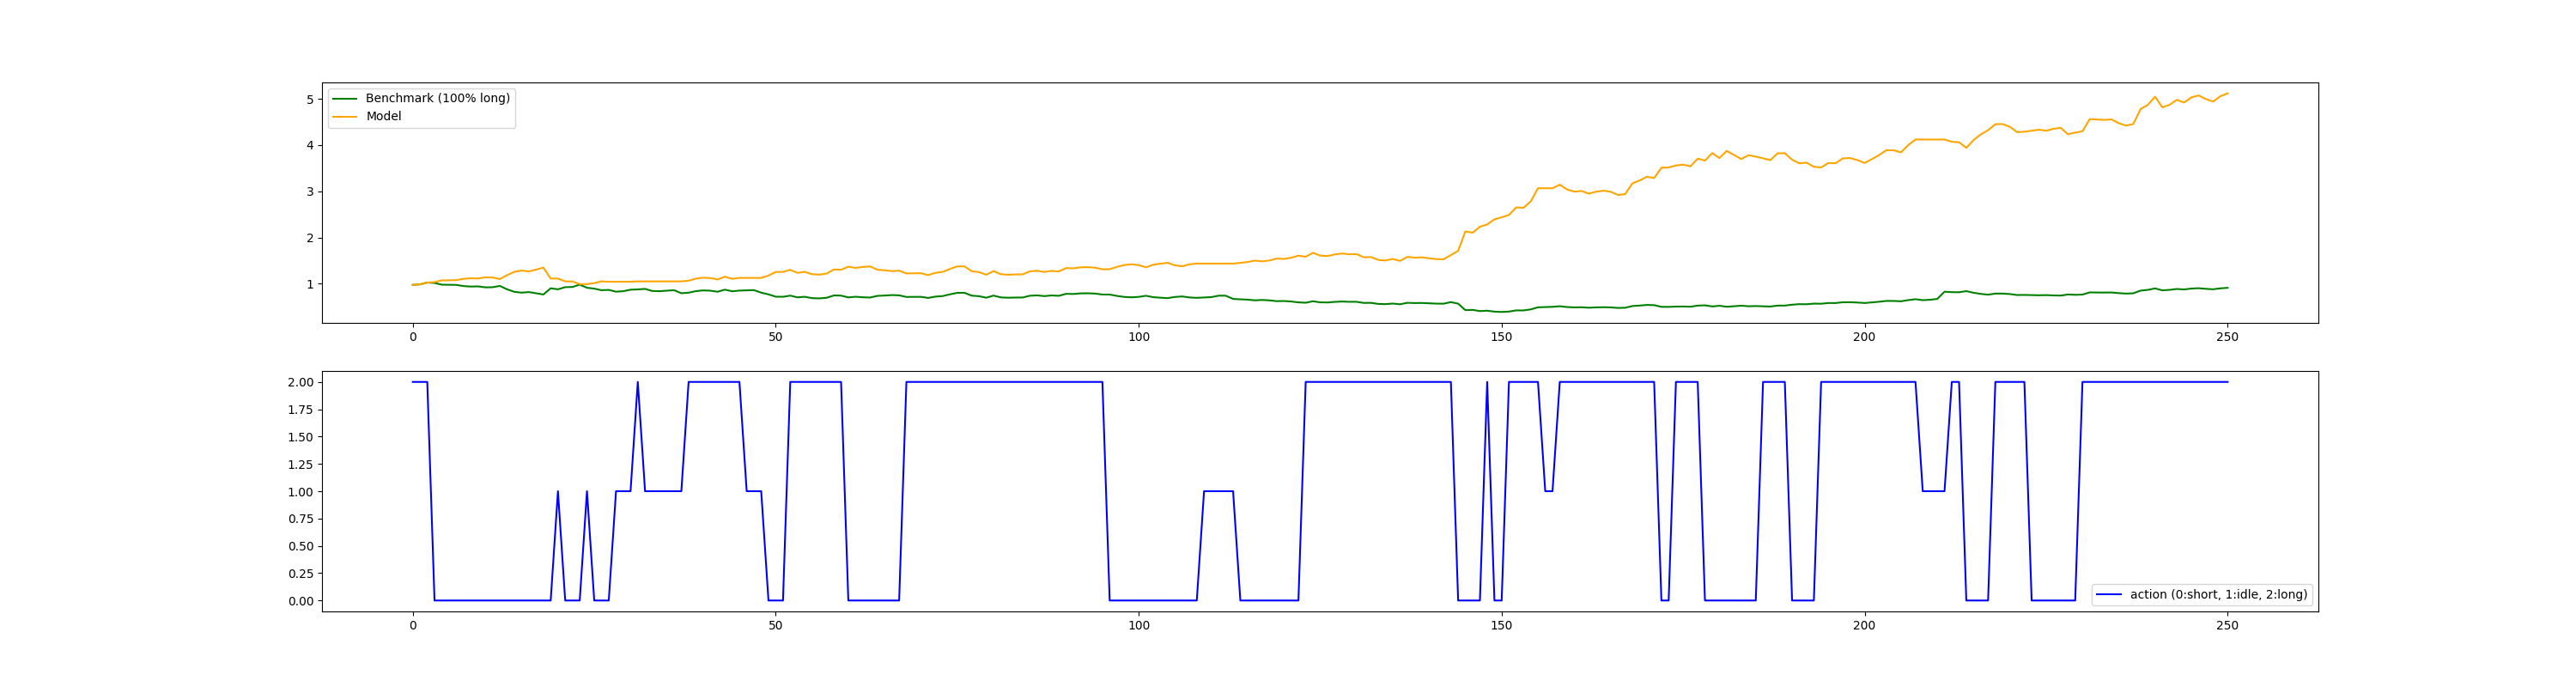 5
4
3
2
1
Benchmark (100% long)
Model
0 50 100 150 200 250
2.00
1.75
1.50
1.25
1.00
0.75
0.50
0.25
0.00
action (0:short, 1:idle, 2:long)
0 50 100 150 200 250